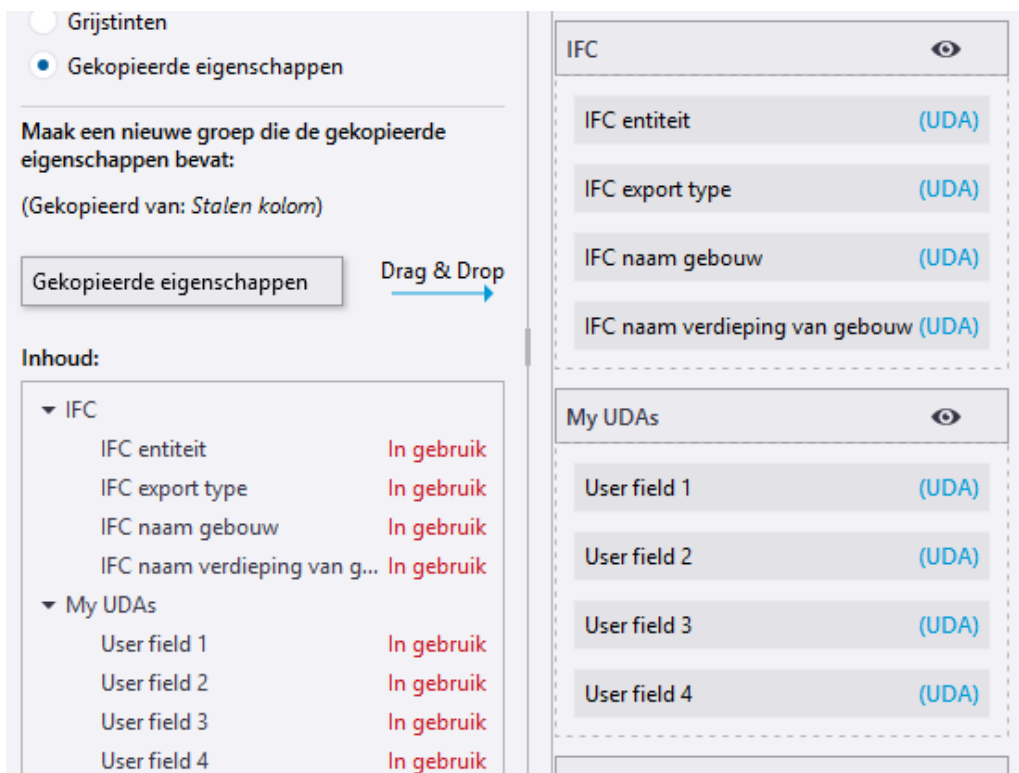 Grijstinten
Gekopieerde eigenschappen
Maak een nieuwe groep die de gekopieerde
eigenschappen bevat:
(Gekopieerd van: Stalen kolom)
Gekopieerde eigenschappen
Drag & Drop
Inhoud:
IFC
IFC entiteit In gebruik
IFC export type In gebruik
IFC naam gebouw In gebruik
IFC naam verdieping van g... In gebruik
My UDAs
User field 1 In gebruik
User field 2 In gebruik
User field 3 In gebruik
User field 4 In gebruik
IFC
IFC entiteit (UDA)
IFC export type (UDA)
IFC naam gebouw (UDA)
IFC naam verdieping van gebouw (UDA)
My UDAs
User field 1 (UDA)
User field 2 (UDA)
User field 3 (UDA)
User field 4 (UDA)